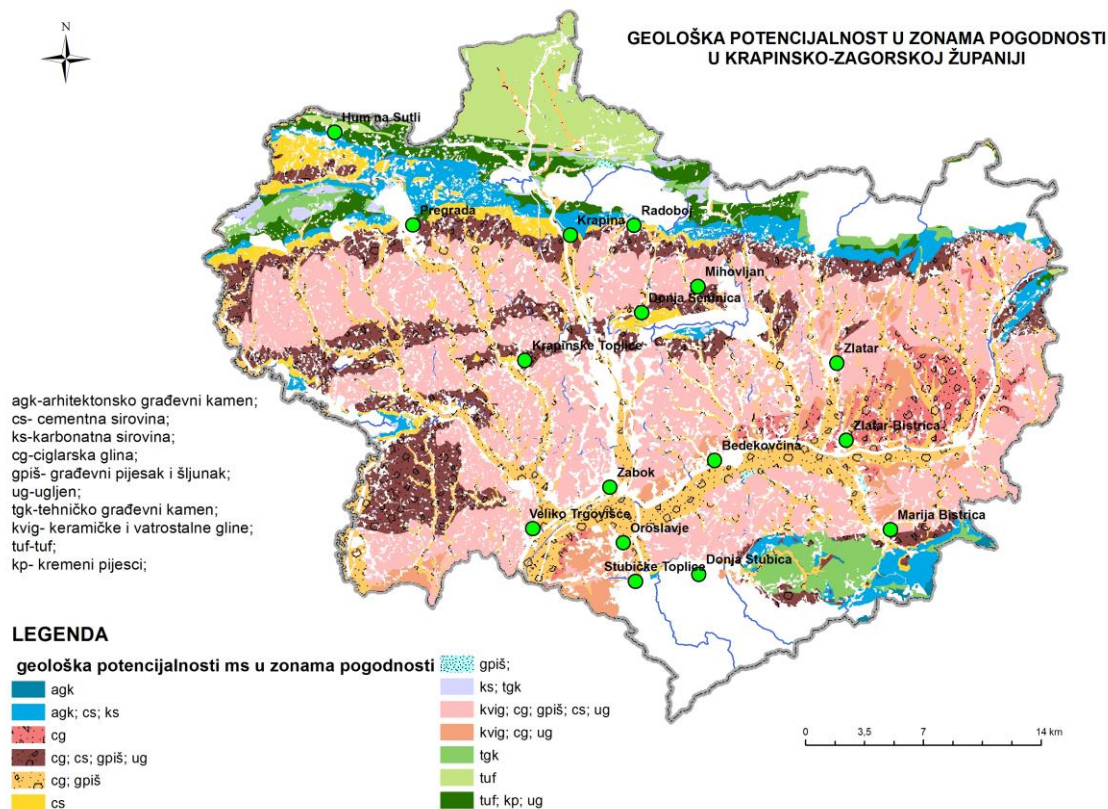 N
GEOLOŠKA POTENCIJALNOST U ZONAMA POGODNOSTI
U KRAPINSKO-ZAGORSKOJ ŽUPANIJI
Hum na Sutli
Pregrada
Krapina
Radoboj
Mihovljan
Donja Šemnica
Krapinske Toplice
Zlatar
Zlatar-Bistrica
Bedekovčina
Zabok
Veliko Trgovišće
Oroslavje
Marija Bistrica
Stubičke Toplice
Donja Stubica
agk-arhitektonsko građevni kamen;
cs- cementna sirovina;
ks-karbonatna sirovina;
cg-ciglarska glina;
gpiš- građevni pijesak i šljunak;
ug-ugljen;
tgk-tehničko građevni kamen;
kvig- keramičke i vatrostalne gline;
tuf-tuf;
kp- kremeni pijesci;
LEGENDA
geološka potencijalnosti ms u zonama pogodnosti
agk
agk; cs; ks
cg
cg; cs; gpiš; ug
cg; gpiš
cs
gpiš;
ks; tgk
kvig; cg; gpiš; cs; ug
kvig; cg; ug
tgk
tuf
tuf; kp; ug
0 3,5 7 14 km